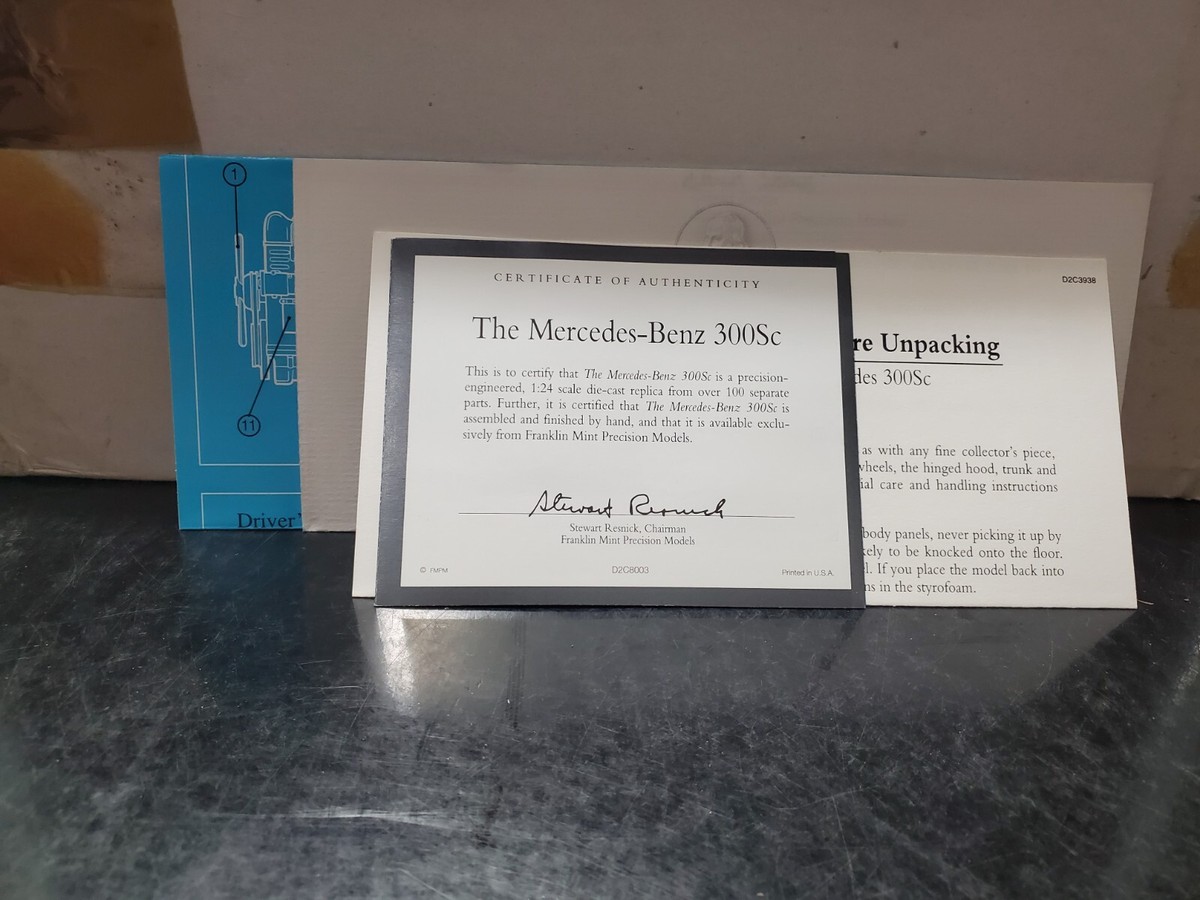 1
11
Driver'
CERTIFICATE OF AUTHENTICITY
The Mercedes-Benz 300Sc
This is to certify that The Mercedes-Benz 300Sc is a precision-
engineered, 1:24 scale die-cast replica from over 100 separate
parts. Further, it is certified that The Mercedes-Benz 300Sc is
assembled and finished by hand, and that it is available exclu-
sively from Franklin Mint Precision Models.
Stewart Resnick
Stewart Resnick, Chairman
Franklin Mint Precision Models
© FMPM
D2C8003
Printed in U.S.A.
D2C3938
re Unpacking
des 300Sc
as with any fine collector's piece,
wheels, the hinged hood, trunk and
ial care and handling instructions
body panels, never picking it up by
kely to be knocked onto the floor.
l. If you place the model back into
ns in the styrofoam.